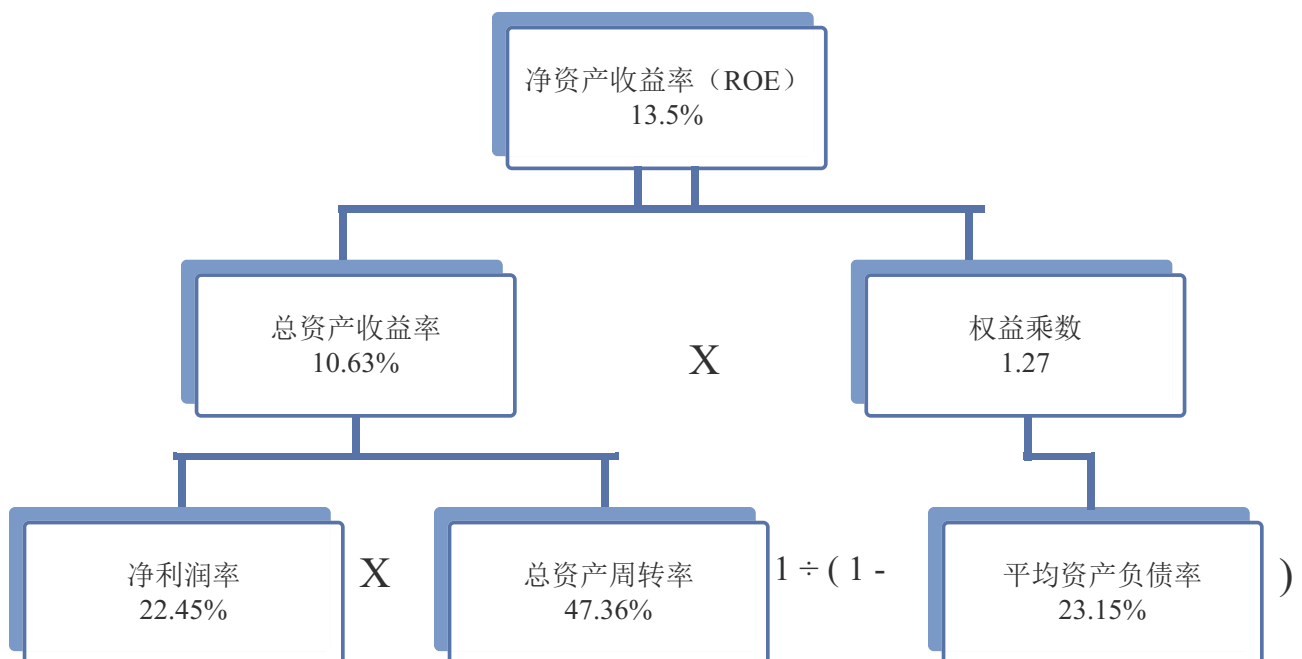 净资产收益率（ROE）
13.5%
总资产收益率
10.63%
X
权益乘数
1.27
净利润率
22.45%
X
总资产周转率
47.36%
1 ÷ ( 1 -
平均资产负债率
23.15%
)